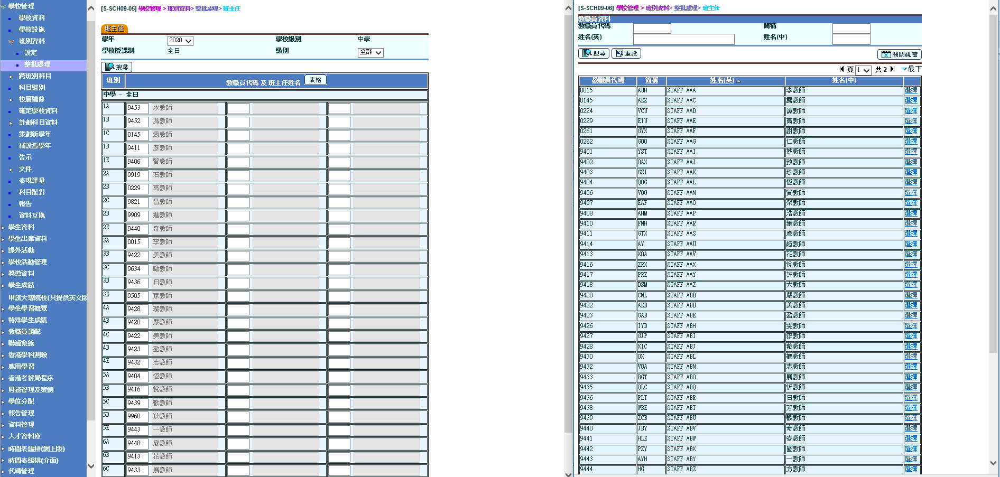 學校管理
學校資料
學校設施
班別資料
設定
整批處理
跨班別科目
科目組別
校曆編修
確定學校資料
計劃科目資料
策劃新學年
補設舊學年
告示
文件
表現評量
科目配對
報告
資料互換
學生資料
學生出席資料
課外活動
學校活動管理
獎懲資料
學生成績
申請大專院校(只提供英文版
學生學習概覽
特殊學生成績
教職員調配
聯遞系統
香港學科測驗
應用學習
香港考評局程序
財務管理及策劃
學位分配
報告管理
資料管理
人才資料庫
時間表編排(網上版)
時間表編排(介面)
代碼管理
[S-SCH09-05] 學校管理 > 班別資料> 整批處理> 班主任
班主任
學年 2020 學校級別 中學
學校授課制 全日 級別 全部
搜尋
班別 教職員代碼 及 班主任姓名 表格
中學 - 全日
1A 9453 水教師
1B 9452 馮教師
1C 0145 露教師
1D 9411 彥教師
1E 9406 賢教師
2A 9919 石教師
2B 0229 高教師
2C 9821 昌教師
2D 9909 進教師
2E 9440 奇教師
3A 0015 李教師
3B 9422 美教師
3C 9634 勵教師
3D 9436 日教師
3E 9505 家教師
4A 9428 璇教師
4B 9420 嚴教師
4C 9422 美教師
4D 9423 盈教師
4E 9432 志教師
5A 9404 恆教師
5B 9416 悅教師
5C 9439 歡教師
5D 9960 狄教師
5E 9443 一教師
6A 9448 廖教師
6B 9413 花教師
6C 9433 展教師
[S-SCH09-06] 學校管理 > 班別資料> 整批處理> 班主任
教職員資料
教職員代碼 簡稱
姓名(英) 姓名(中)
搜尋 重設 關閉視窗
頁 1 共 2 最下
教職員代碼 簡稱 姓名(英) 姓名(中)
0015 AUH STAFF AAA 李教師 選擇
0145 AKZ STAFF AAC 露教師 選擇
0224 VCU STAFF AAD 譚教師 選擇
0229 EIU STAFF AAE 高教師 選擇
0261 GYX STAFF AAF 謝教師 選擇
0262 GOO STAFF AAG 仁教師 選擇
9401 YST STAFF AAI 妙教師 選擇
9402 OAX STAFF AAJ 致教師 選擇
9403 GSI STAFF AAK 珍教師 選擇
9404 QOG STAFF AAL 恆教師 選擇
9406 VOG STAFF AAN 賢教師 選擇
9407 EAF STAFF AAO 榮教師 選擇
9408 AHM STAFF AAP 浩教師 選擇
9410 FNH STAFF AAR 葉教師 選擇
9411 GTX STAFF AAS 彥教師 選擇
9414 AY STAFF AAU 超教師 選擇
9413 XOA STAFF AAV 花教師 選擇
9416 ZRX STAFF AAX 悅教師 選擇
9417 PRZ STAFF AAY 許教師 選擇
9418 DSM STAFF AAZ 大教師 選擇
9420 CNL STAFF ABB 嚴教師 選擇
9422 AKD STAFF ABD 美教師 選擇
9423 GAB STAFF ABE 盈教師 選擇
9426 IYD STAFF ABH 雯教師 選擇
9427 GJP STAFF ABI 嶽教師 選擇
9428 XIC STAFF ABJ 璇教師 選擇
9430 OX STAFF ABL 概教師 選擇
9432 VOA STAFF ABN 志教師 選擇
9433 BGT STAFF ABO 展教師 選擇
9435 QLC STAFF ABQ 忻教師 選擇
9436 PLT STAFF ABR 日教師 選擇
9438 WBE STAFF ABT 芳教師 選擇
9439 ZCB STAFF ABU 歡教師 選擇
9440 JBY STAFF ABV 奇教師 選擇
9441 HLE STAFF ABW 麥教師 選擇
9442 PZY STAFF ABX 圖教師 選擇
9443 AYH STAFF ABY 一教師 選擇
9444 HG STAFF ABZ 方教師 選擇